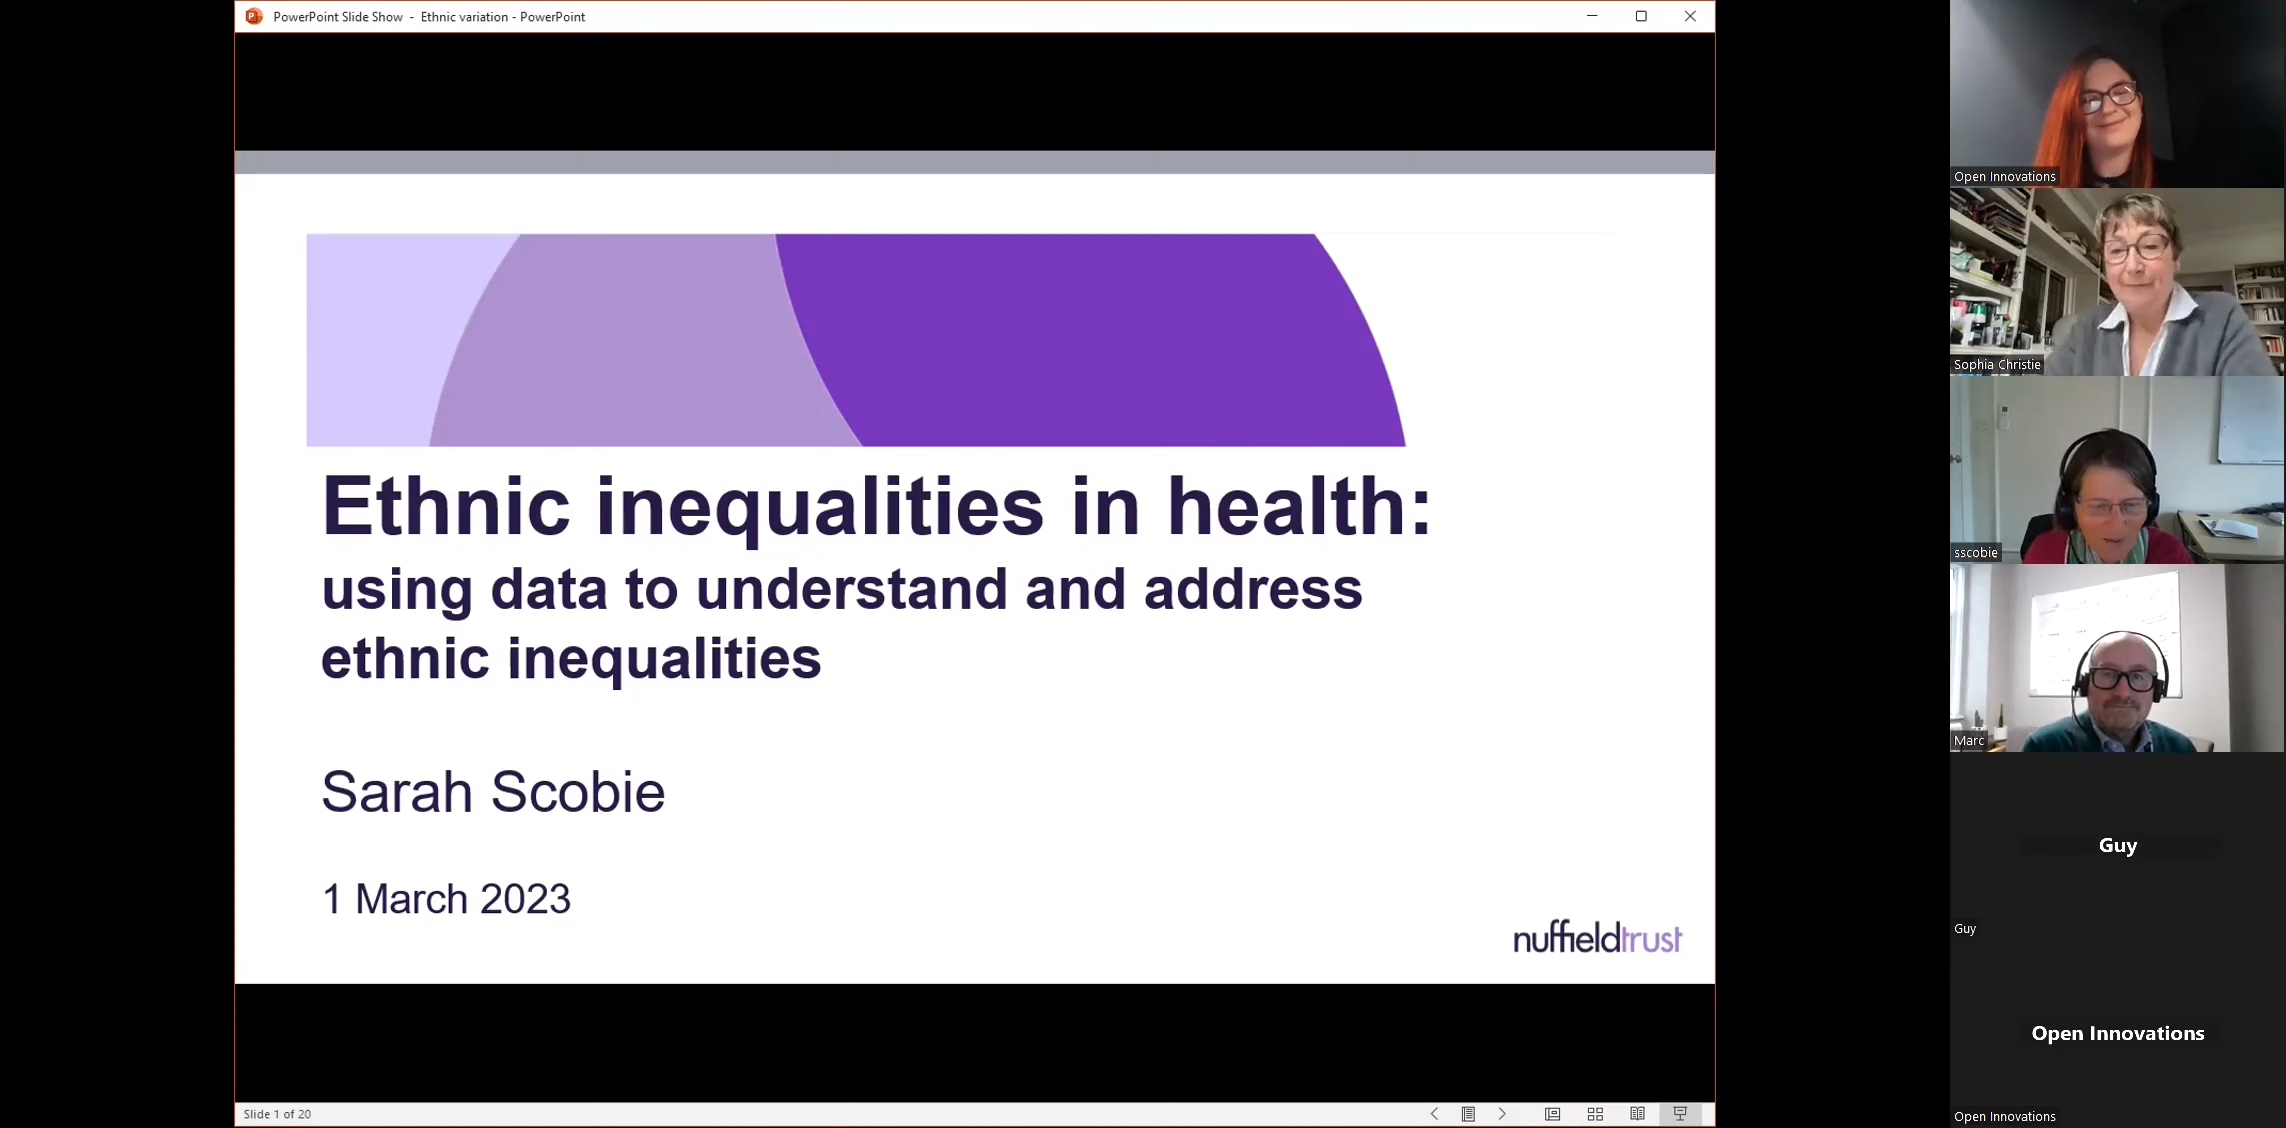 PowerPoint Slide Show - Ethnic variation - PowerPoint
Ethnic inequalities in health:
using data to understand and address
ethnic inequalities
Sarah Scobie
1 March 2023
nuffieldtrust
Slide 1 of 20
Open Innovations
Sophia Christie
sscobie
Marc
Guy
Guy
Open Innovations
Open Innovations